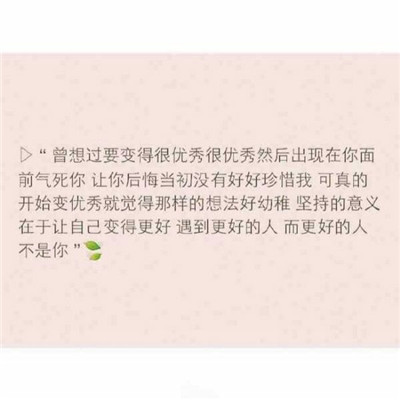 ▷“ 曾想过要变得很优秀很优秀然后出现在你面
前气死你 让你后悔当初没有好好珍惜我 可真的
开始变优秀就觉得那样的想法好幼稚 坚持的意义
在于让自己变得更好 遇到更好的人 而更好的人
不是你 ”🍃